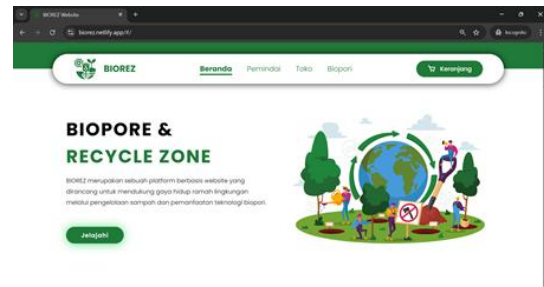 BIOREZ Website
biorez.netlify.app/#/
Incognito
BIOREZ
Beranda Pemindai Toko Biopori
Keranjang
BIOPORE &
RECYCLE ZONE
BIOREZ merupakan sebuah platform berbasis website yang
dirancang untuk mendukung gaya hidup ramah lingkungan
melalui pengelolaan sampah dan pemanfaatan teknologi biopori.
Jelajahi